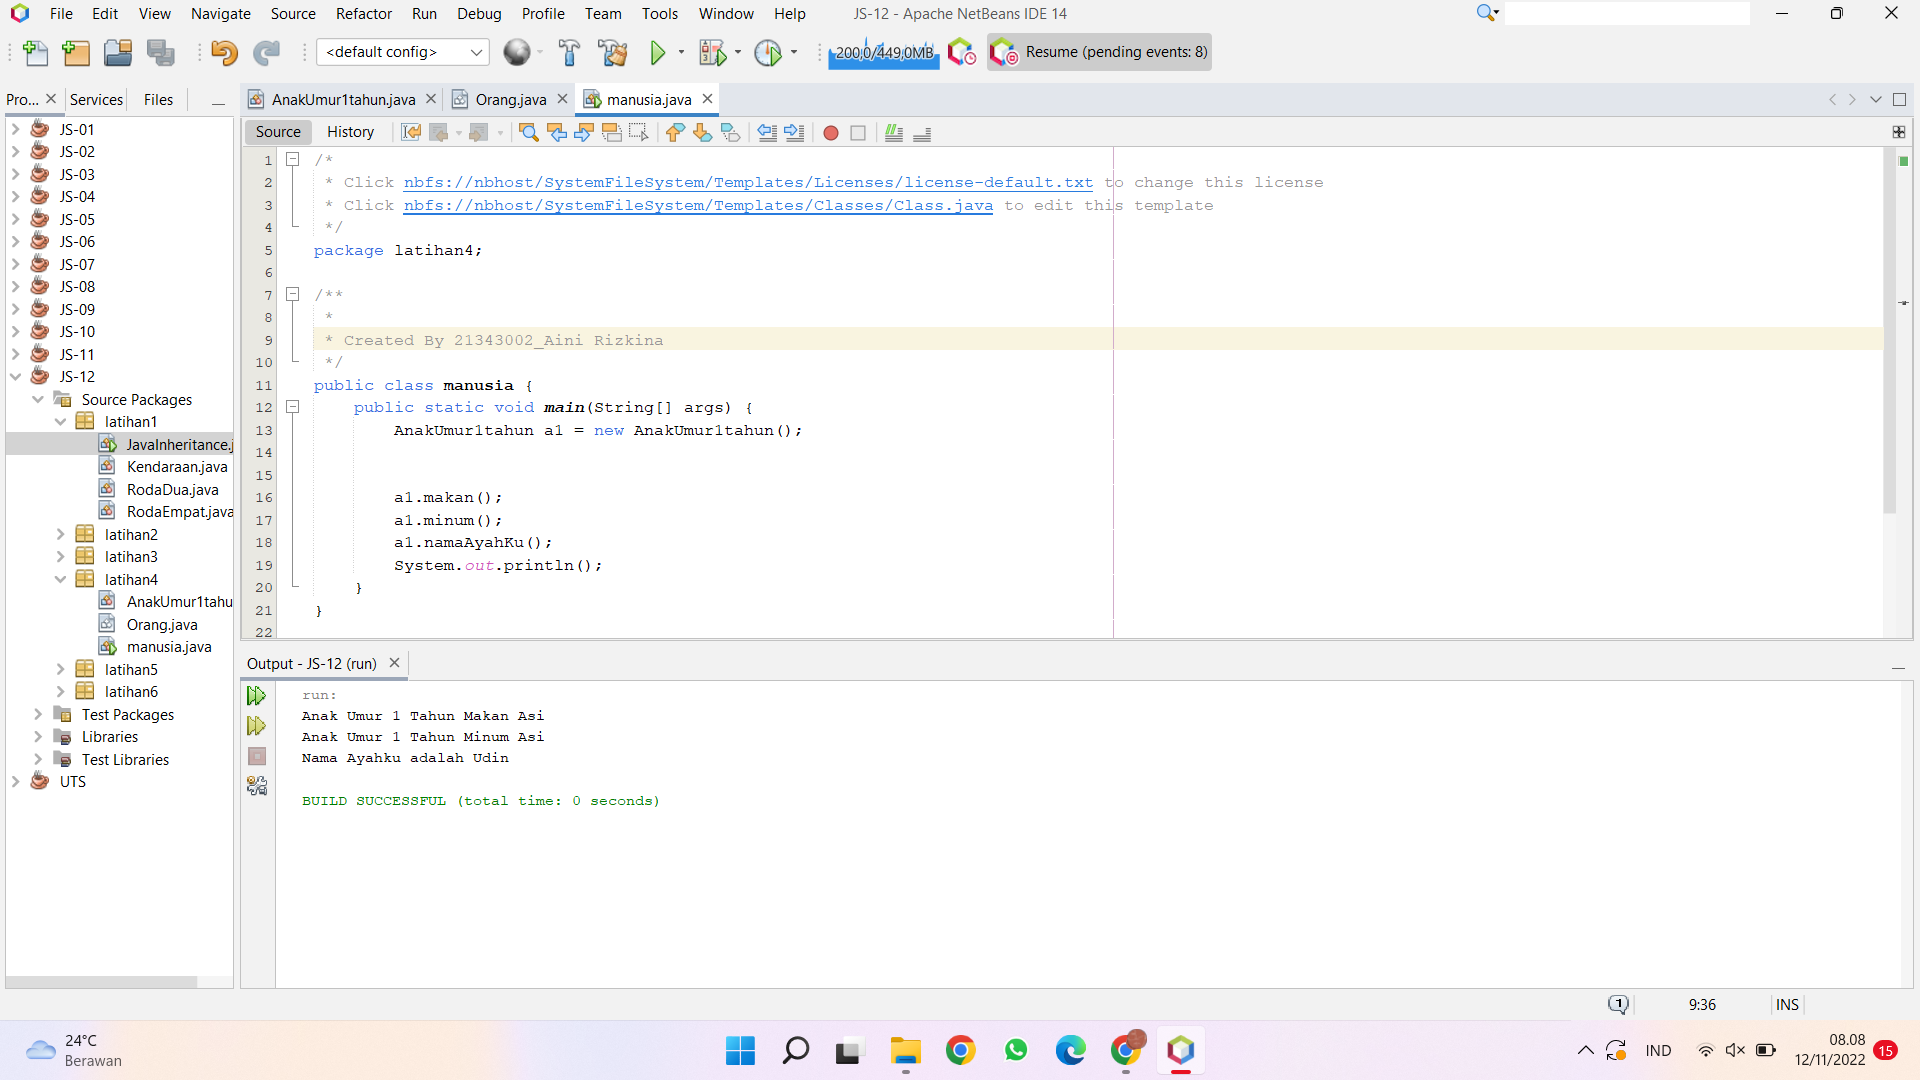 File Edit View Navigate Source Refactor Run Debug Profile Team Tools Window Help JS-12 - Apache NetBeans IDE 14
<default config> 200,0/449,0MB Resume (pending events: 8)
Pro... Services Files AnakUmur1tahun.java Orang.java manusia.java
Source History
JS-01
JS-02
JS-03
JS-04
JS-05
JS-06
JS-07
JS-08
JS-09
JS-10
JS-11
JS-12
Source Packages
latihan1
JavaInheritance.j
Kendaraan.java
RodaDua.java
RodaEmpat.java
latihan2
latihan3
latihan4
AnakUmur1tahu
Orang.java
manusia.java
latihan5
latihan6
Test Packages
Libraries
Test Libraries
UTS
1 /*
2 * Click nbfs://nbhost/SystemFileSystem/Templates/Licenses/license-default.txt to change this license
3 * Click nbfs://nbhost/SystemFileSystem/Templates/Classes/Class.java to edit this template
4 */
5 package latihan4;
6
7 /**
8 *
9 * Created By 21343002_Aini Rizkina
10 */
11 public class manusia {
12 public static void main(String[] args) {
13 AnakUmur1tahun a1 = new AnakUmur1tahun();
14
15
16 a1.makan();
17 a1.minum();
18 a1.namaAyahKu();
19 System.out.println();
20 }
21 }
22
Output - JS-12 (run)
run:
Anak Umur 1 Tahun Makan Asi
Anak Umur 1 Tahun Minum Asi
Nama Ayahku adalah Udin
BUILD SUCCESSFUL (total time: 0 seconds)
1 9:36 INS
24°C
Berawan
IND
08.08
12/11/2022
15